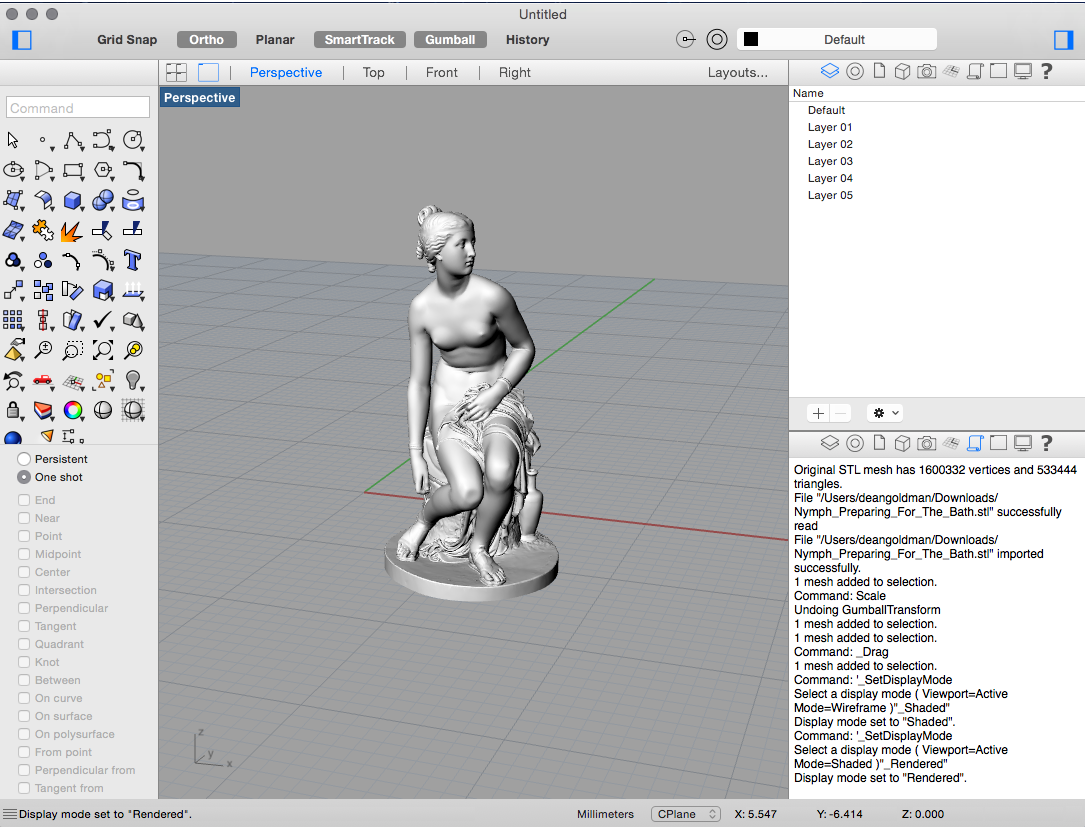 Untitled
Grid Snap Ortho Planar SmartTrack Gumball History Default
Perspective Top Front Right Layouts...
Command
Perspective
Name
Default
Layer 01
Layer 02
Layer 03
Layer 04
Layer 05
Persistent
One shot
End
Near
Point
Midpoint
Center
Intersection
Perpendicular
Tangent
Quadrant
Knot
Between
On curve
On surface
On polysurface
From point
Perpendicular from
Tangent from
z
y
x
Original STL mesh has 1600332 vertices and 533444
triangles.
File "/Users/deangoldman/Downloads/
Nymph_Preparing_For_The_Bath.stl" successfully
read
File "/Users/deangoldman/Downloads/
Nymph_Preparing_For_The_Bath.stl" imported
successfully.
1 mesh added to selection.
Command: Scale
Undoing GumballTransform
1 mesh added to selection.
1 mesh added to selection.
Command: _Drag
1 mesh added to selection.
Command: '_SetDisplayMode
Select a display mode ( Viewport=Active
Mode=Wireframe )"_Shaded"
Display mode set to "Shaded".
Command: '_SetDisplayMode
Select a display mode ( Viewport=Active
Mode=Shaded )"_Rendered"
Display mode set to "Rendered".
Display mode set to "Rendered". Millimeters CPlane X: 5.547 Y: -6.414 Z: 0.000